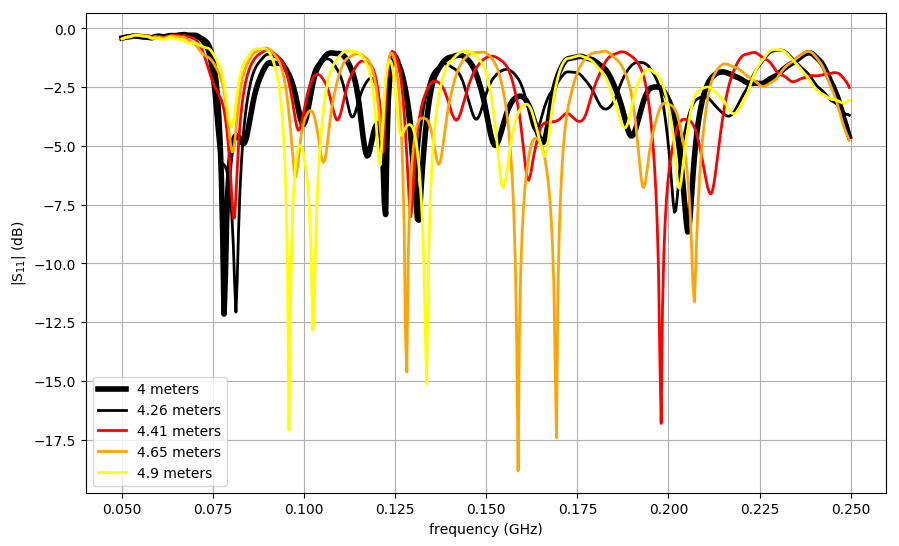 0.0
−2.5
−5.0
−7.5
−10.0
−12.5
−15.0
−17.5
|S₁₁| (dB)
4 meters
4.26 meters
4.41 meters
4.65 meters
4.9 meters
0.050 0.075 0.100 0.125 0.150 0.175 0.200 0.225 0.250
frequency (GHz)